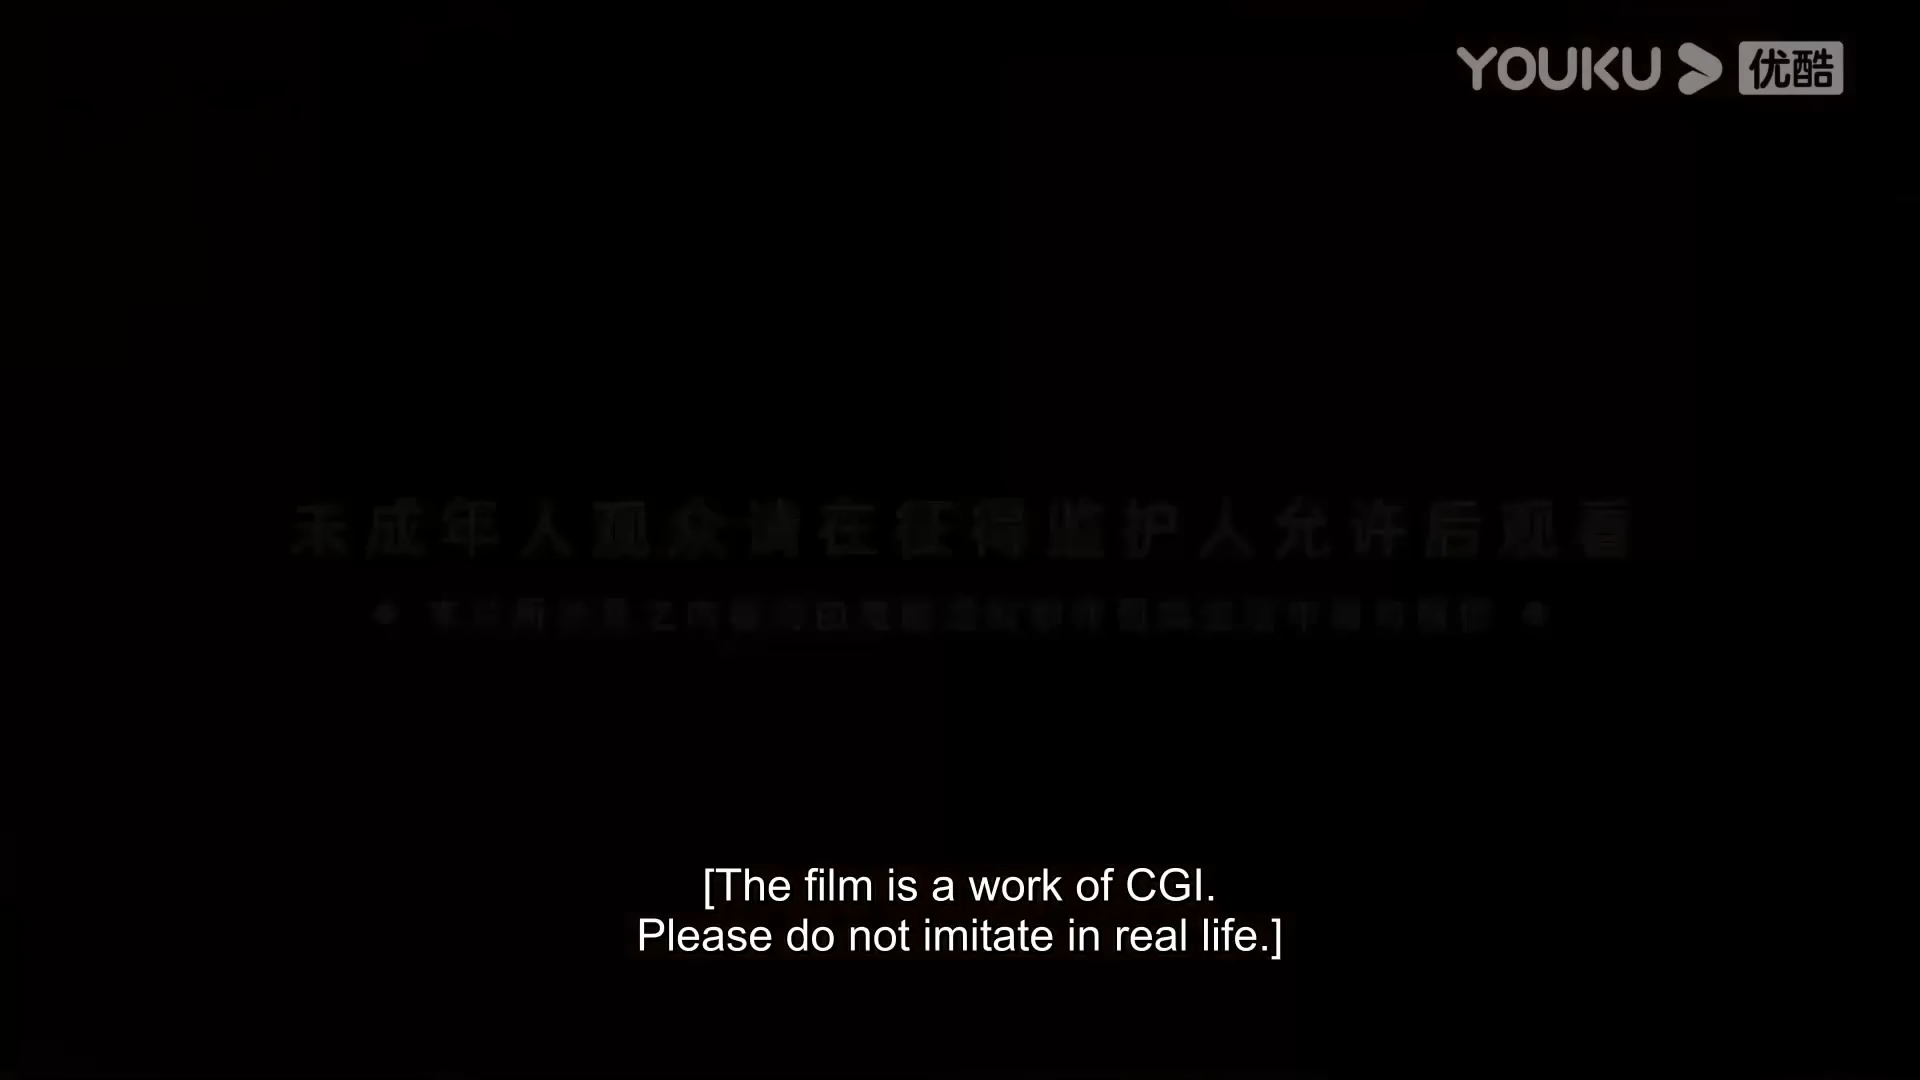 YOUKU 优酷
未成年人观众请在征得监护人允许后观看
[The film is a work of CGI.
Please do not imitate in real life.]